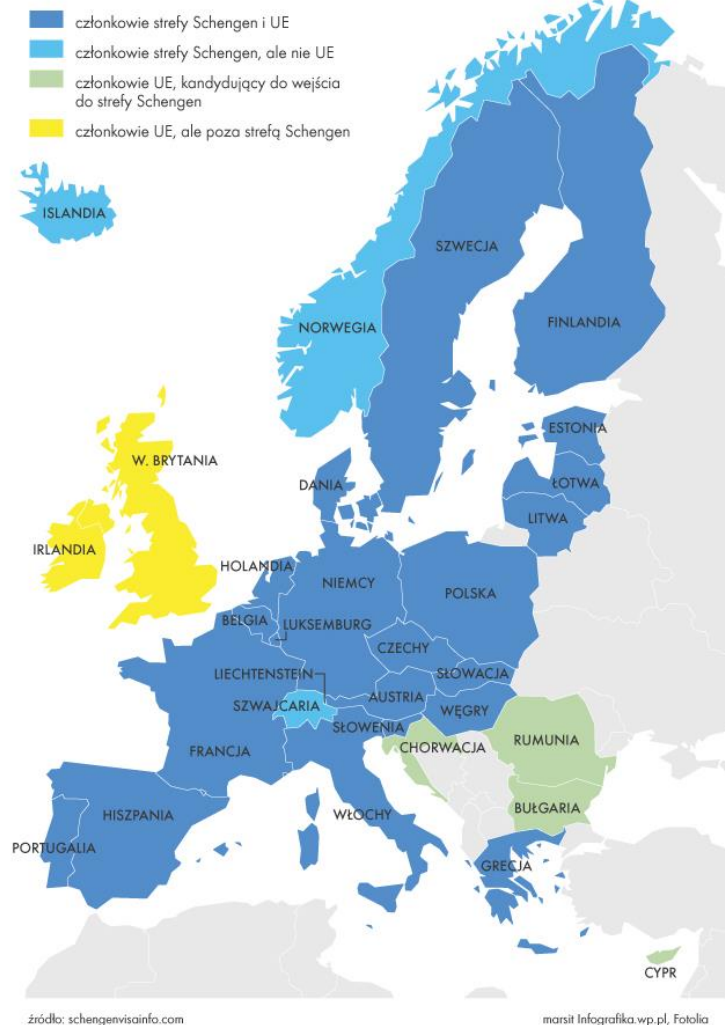 członkowie strefy Schengen i UE
członkowie strefy Schengen, ale nie UE
członkowie UE, kandydujący do wejścia
do strefy Schengen
członkowie UE, ale poza strefą Schengen
ISLANDIA
SZWECJA
NORWEGIA
FINLANDIA
ESTONIA
W. BRYTANIA
DANIA
ŁOTWA
LITWA
IRLANDIA
HOLANDIA
NIEMCY
POLSKA
BELGIA
LUKSEMBURG
CZECHY
LIECHTENSTEIN
SŁOWACJA
AUSTRIA
SZWAJCARIA
WĘGRY
SŁOWENIA
CHORWACJA
RUMUNIA
FRANCJA
BUŁGARIA
HISZPANIA
WŁOCHY
PORTUGALIA
GRECJA
CYPR
źródło: schengenvisainfo.com
marsit Infografika.wp.pl, Fotolia